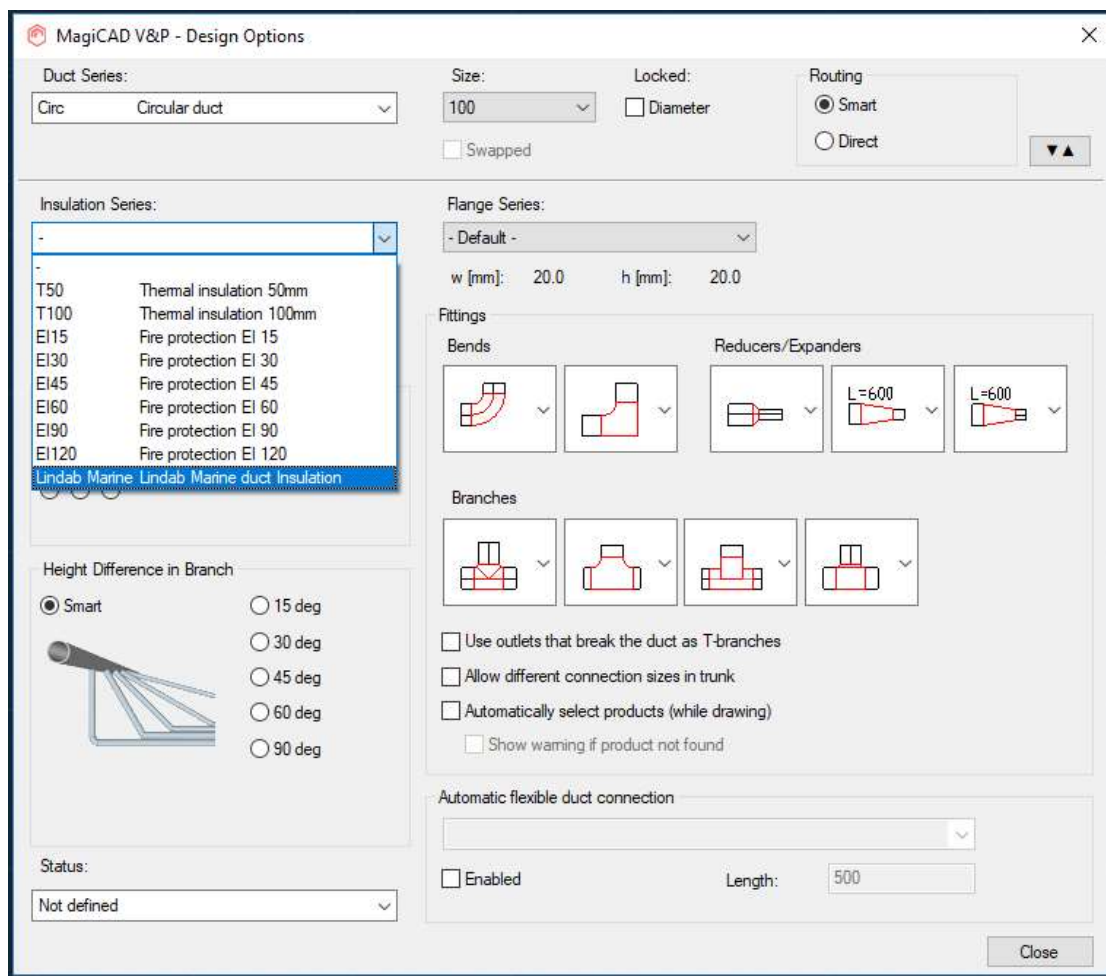 MagiCAD V&P - Design Options
Duct Series:
Size:
Locked:
Routing
Circ Circular duct
100
Diameter
Smart
Swapped
Direct
▼▲
Insulation Series:
Flange Series:
-
- Default -
-
w [mm]: 20.0 h [mm]: 20.0
T50 Thermal insulation 50mm
T100 Thermal insulation 100mm
EI15 Fire protection EI 15
EI30 Fire protection EI 30
EI45 Fire protection EI 45
EI60 Fire protection EI 60
EI90 Fire protection EI 90
EI120 Fire protection EI 120
Lindab Marine Lindab Marine duct Insulation
Fittings
Bends
Reducers/Expanders
L=600
L=600
Branches
Height Difference in Branch
Smart
15 deg
30 deg
45 deg
60 deg
90 deg
Use outlets that break the duct as T-branches
Allow different connection sizes in trunk
Automatically select products (while drawing)
Show warning if product not found
Automatic flexible duct connection
Enabled
Length: 500
Status:
Not defined
Close